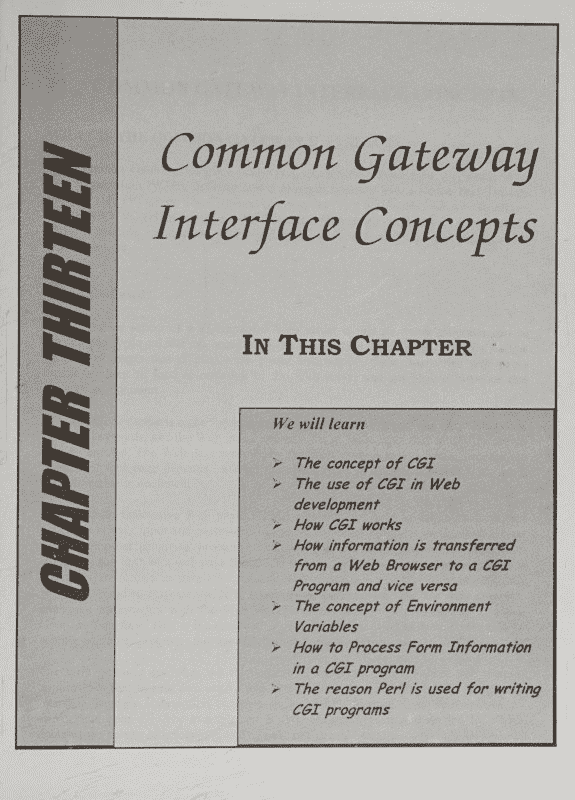 CHAPTER THIRTEEN
Common Gateway
Interface Concepts
IN THIS CHAPTER
We will learn
➢ The concept of CGI
➢ The use of CGI in Web
development
➢ How CGI works
➢ How information is transferred
from a Web Browser to a CGI
Program and vice versa
➢ The concept of Environment
Variables
➢ How to Process Form Information
in a CGI program
➢ The reason Perl is used for writing
CGI programs